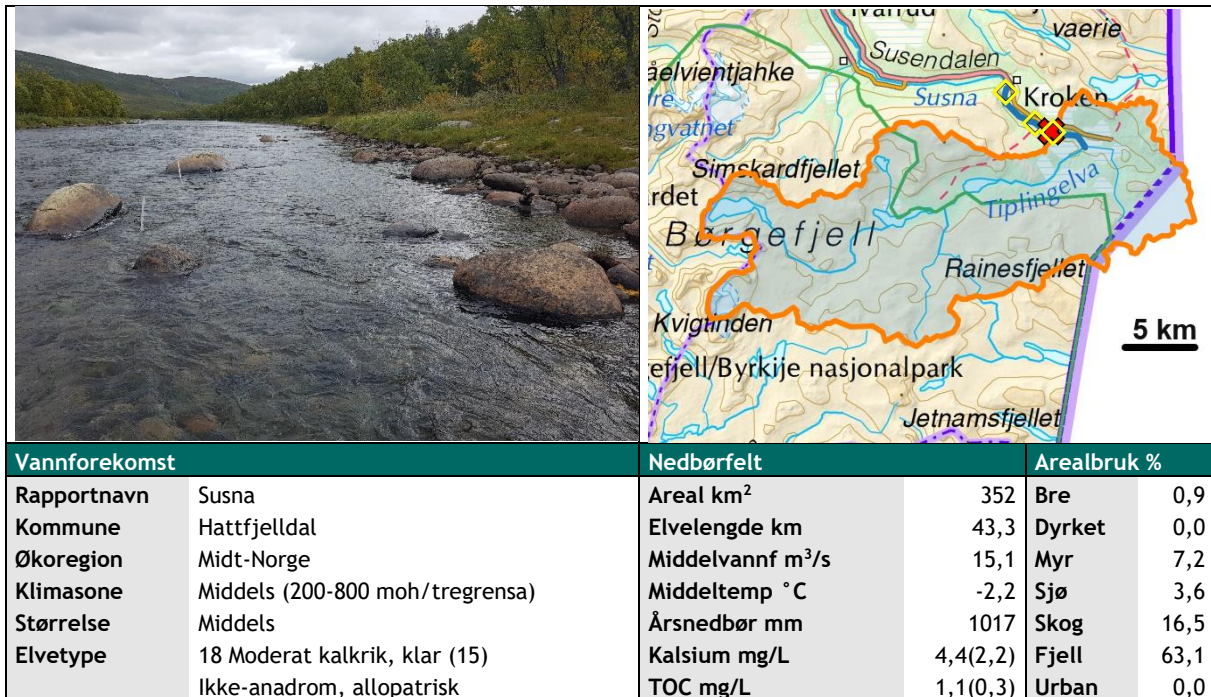 vaerie
Susendalen
åelvientjahke
Susna
Kroken
ngvatnet
Simskardfjellet
rdet
Tiplingelva
Børgefjell
Rainesfjellet
Kvigtinden
5 km
efjell/Byrkije nasjonalpark
Jetnamsfjellet
Vannforekomst Nedbørfelt Arealbruk %
Rapportnavn Susna Areal km² 352 Bre 0,9
Kommune Hattfjelldal Elvelengde km 43,3 Dyrket 0,0
Økoregion Midt-Norge Middelvannf m³/s 15,1 Myr 7,2
Klimasone Middels (200-800 moh/tregrensa) Middeltemp °C -2,2 Sjø 3,6
Størrelse Middels Årsnedbør mm 1017 Skog 16,5
Elvetype 18 Moderat kalkrik, klar (15) Kalsium mg/L 4,4(2,2) Fjell 63,1
Ikke-anadrom, allopatrisk TOC mg/L 1,1(0,3) Urban 0,0